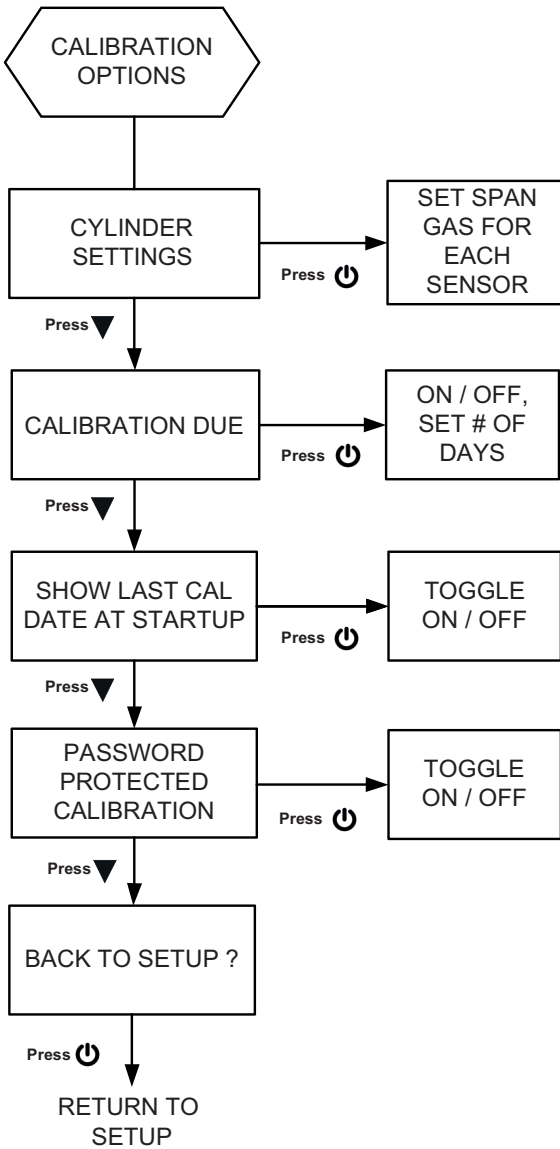 CALIBRATION
OPTIONS
CYLINDER
SETTINGS
Press
SET SPAN
GAS FOR
EACH
SENSOR
Press
CALIBRATION DUE
Press
ON / OFF,
SET # OF
DAYS
Press
SHOW LAST CAL
DATE AT STARTUP
Press
TOGGLE
ON / OFF
Press
PASSWORD
PROTECTED
CALIBRATION
Press
TOGGLE
ON / OFF
Press
BACK TO SETUP ?
Press
RETURN TO
SETUP